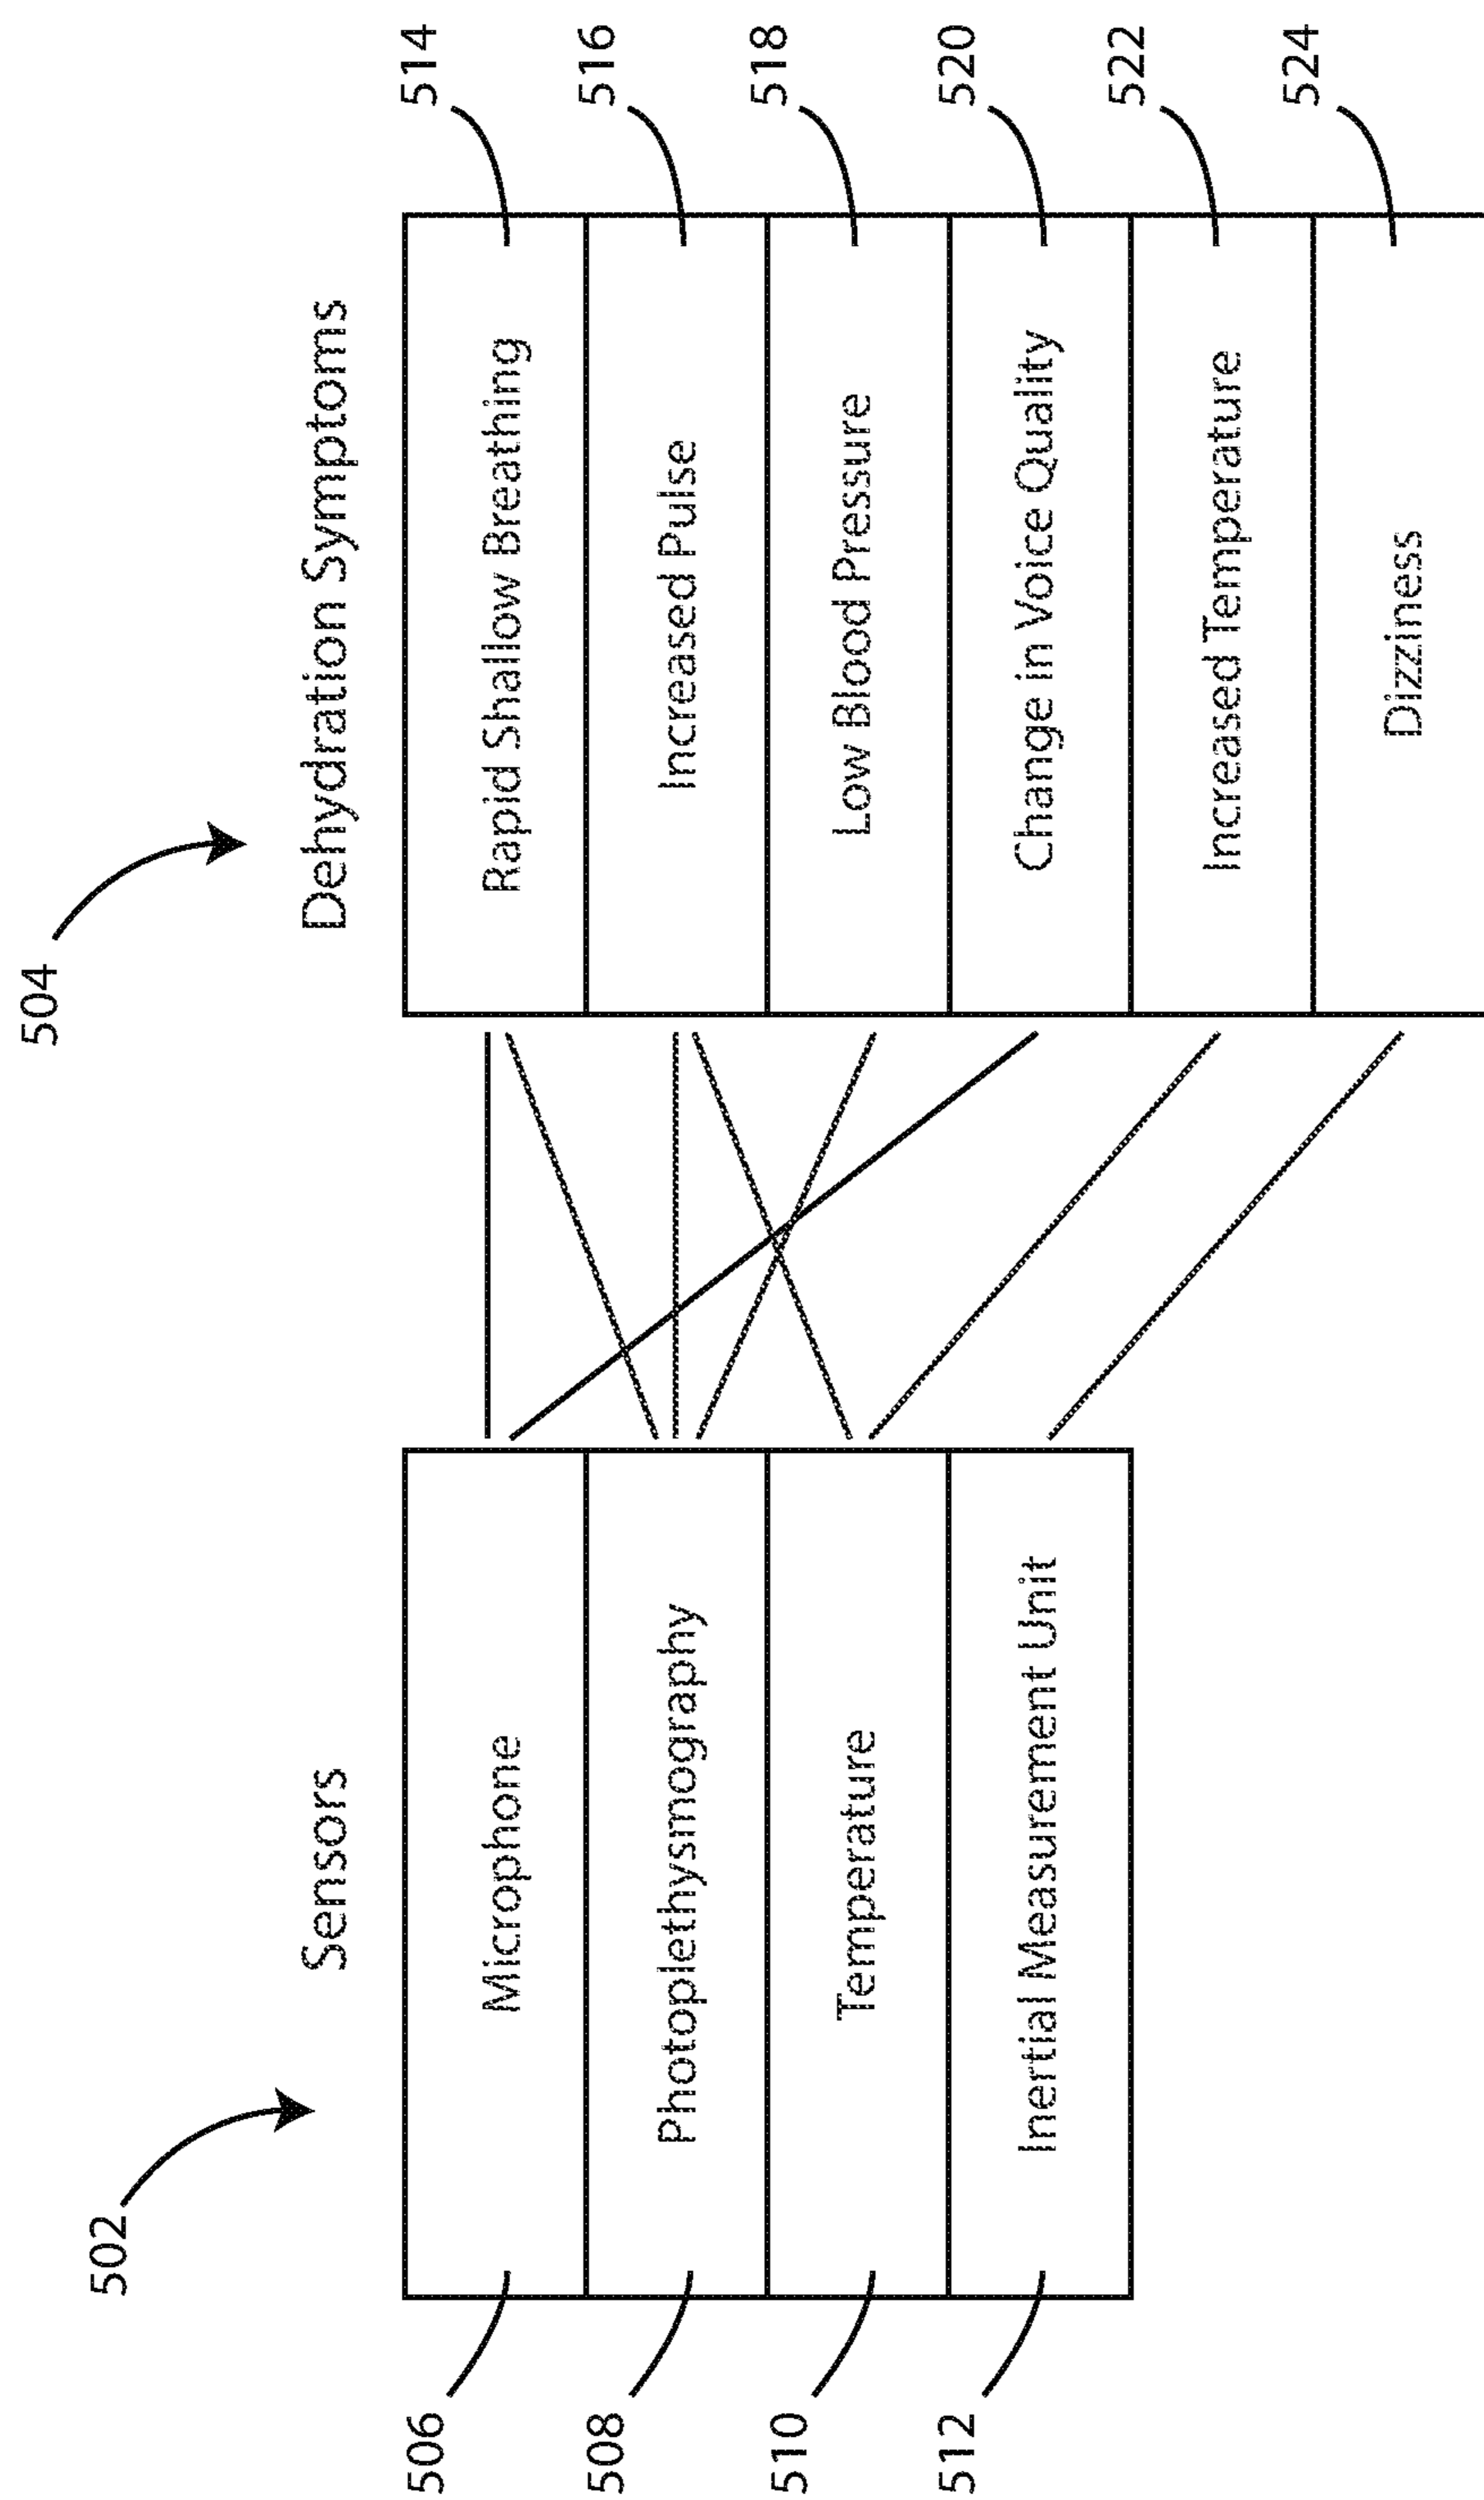 504
502
Sensors
Dehydration Symptoms
506
Microphone
Rapid Shallow Breathing
514
508
Photoplethysmography
Increased Pulse
516
510
Temperature
Low Blood Pressure
518
512
Inertial Measurement Unit
Change in Voice Quality
520
Increased Temperature
522
Dizziness
524